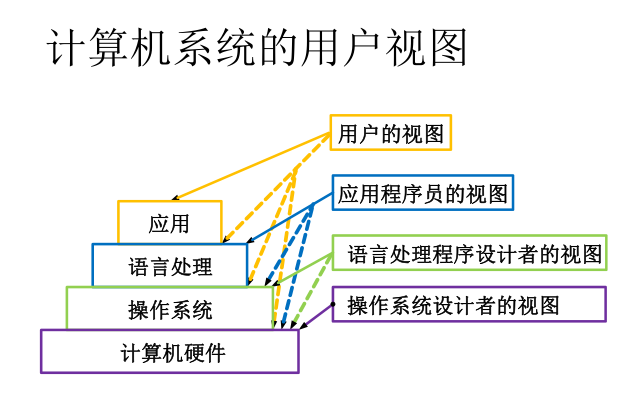 计算机系统的用户视图
用户的视图
应用程序员的视图
应用
语言处理程序设计者的视图
语言处理
操作系统设计者的视图
操作系统
计算机硬件